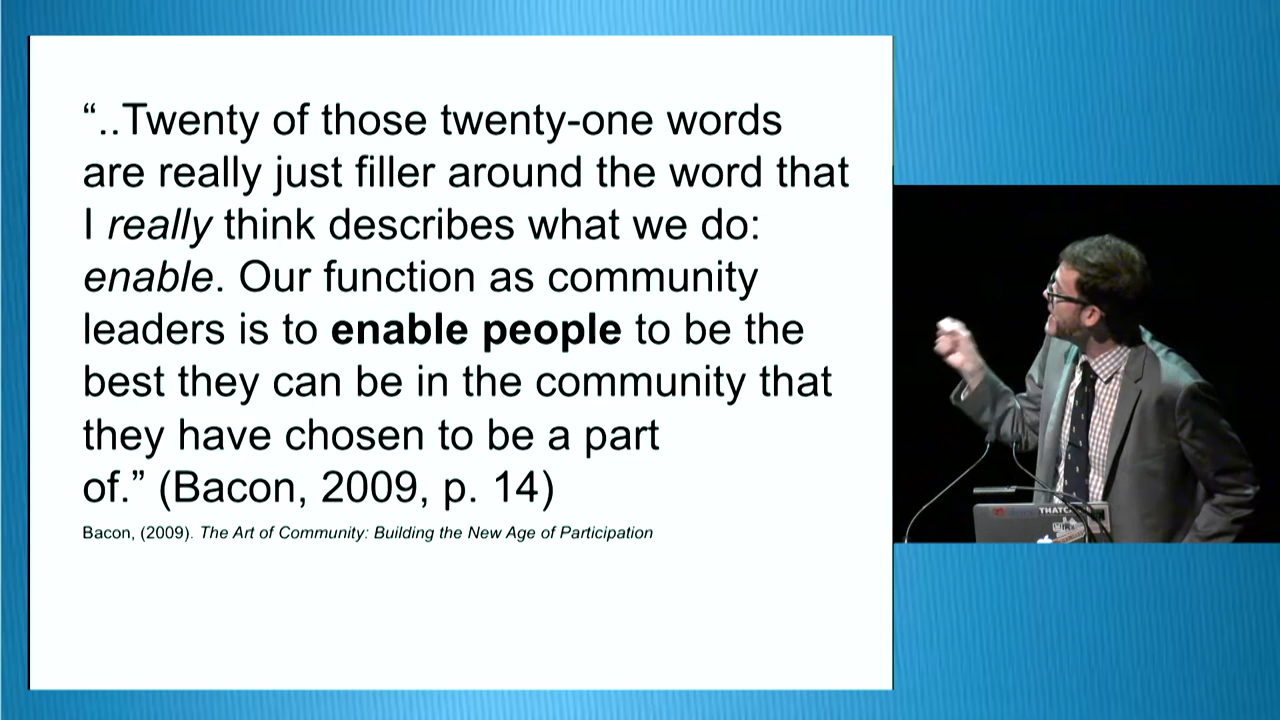 “..Twenty of those twenty-one words
are really just filler around the word that
I really think describes what we do:
enable. Our function as community
leaders is to enable people to be the
best they can be in the community that
they have chosen to be a part
of.” (Bacon, 2009, p. 14)
Bacon, (2009). The Art of Community: Building the New Age of Participation